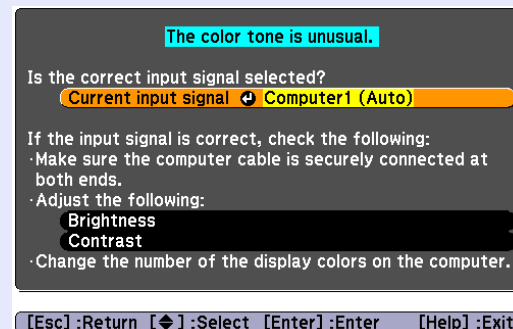 The color tone is unusual.
Is the correct input signal selected?
Current input signal Computer1 (Auto)
If the input signal is correct, check the following:
·Make sure the computer cable is securely connected at
both ends.
·Adjust the following:
Brightness
Contrast
·Change the number of the display colors on the computer.
[Esc] :Return [◆] :Select [Enter] :Enter [Help] :Exit